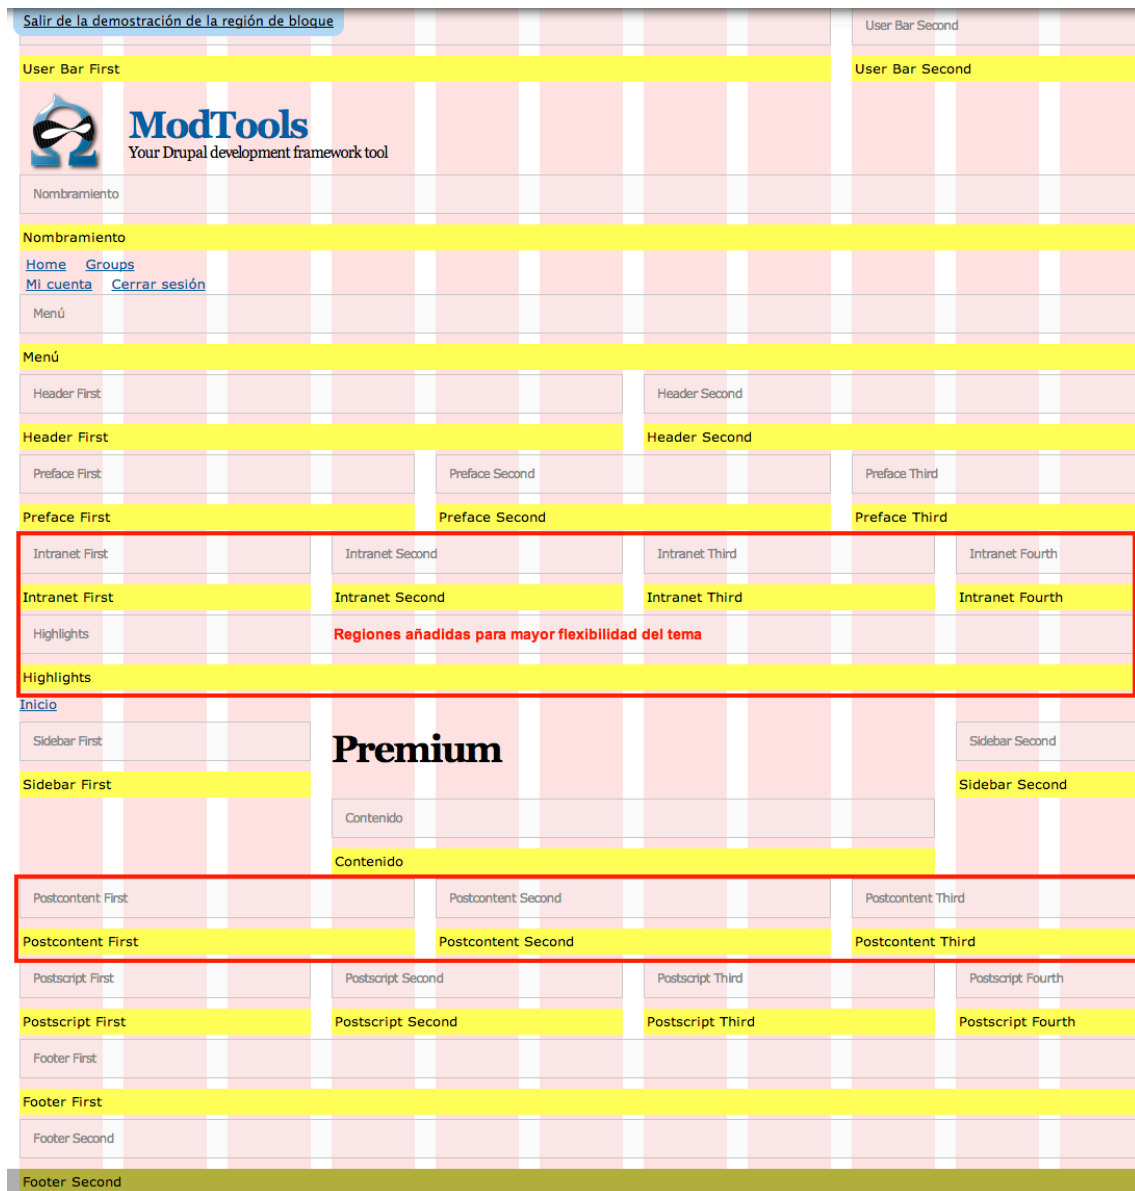 Salir de la demostración de la región de bloque
User Bar Second
User Bar First User Bar Second
ModTools
Your Drupal development framework tool
Nombramiento
Nombramiento
Home Groups
Mi cuenta Cerrar sesión
Menú
Menú
Header First Header Second
Header First Header Second
Preface First Preface Second Preface Third
Preface First Preface Second Preface Third
Intranet First Intranet Second Intranet Third Intranet Fourth
Intranet First Intranet Second Intranet Third Intranet Fourth
Highlights Regiones añadidas para mayor flexibilidad del tema
Highlights
Inicio
Sidebar First Premium Sidebar Second
Sidebar First Sidebar Second
Contenido
Contenido
Postcontent First Postcontent Second Postcontent Third
Postcontent First Postcontent Second Postcontent Third
Postscript First Postscript Second Postscript Third Postscript Fourth
Postscript First Postscript Second Postscript Third Postscript Fourth
Footer First
Footer First
Footer Second
Footer Second